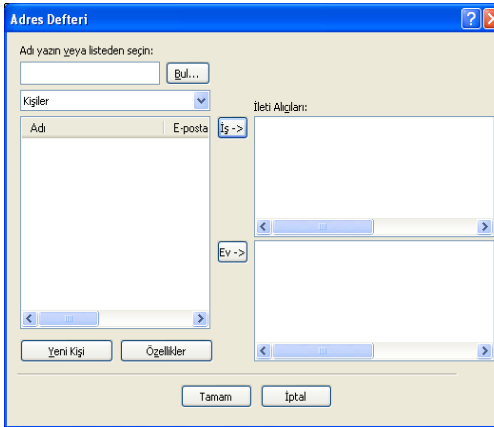 Adres Defteri
Adı yazın veya listeden seçin:
Bul...
Kişiler
İleti Alıcıları:
Adı E-posta
İş ->
Ev ->
Yeni Kişi Özellikler
Tamam İptal